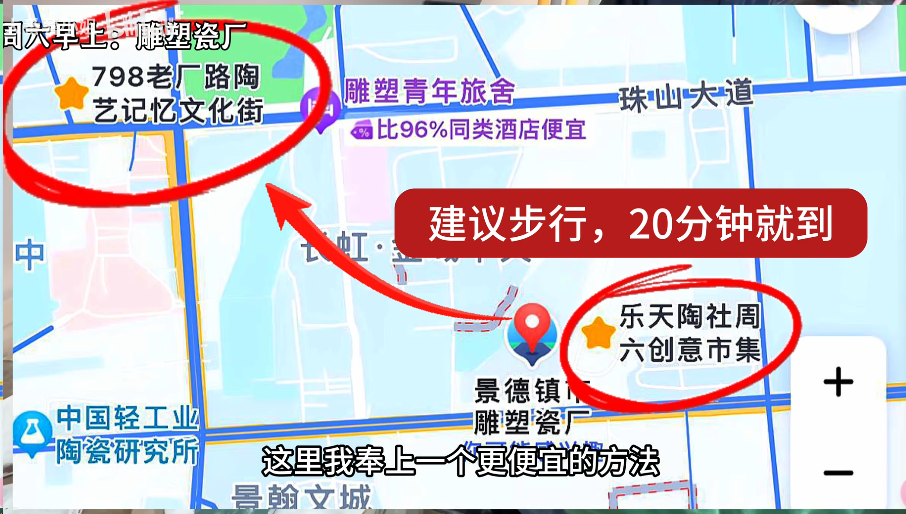 周六早上：雕塑瓷厂
798老厂路陶
艺记忆文化街
雕塑青年旅舍
比96%同类酒店便宜
珠山大道
建议步行，20分钟就到
中
长虹·金
乐天陶社周
六创意市集
景德镇市
雕塑瓷厂
中国轻工业
陶瓷研究所
这里我奉上一个更便宜的方法
景翰文城